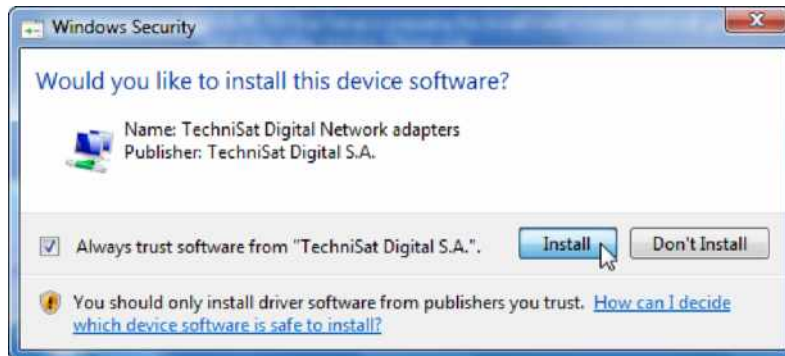 Windows Security
Would you like to install this device software?
Name: TechniSat Digital Network adapters
Publisher: TechniSat Digital S.A.
Always trust software from "TechniSat Digital S.A.".
Install
Don't Install
You should only install driver software from publishers you trust. How can I decide
which device software is safe to install?